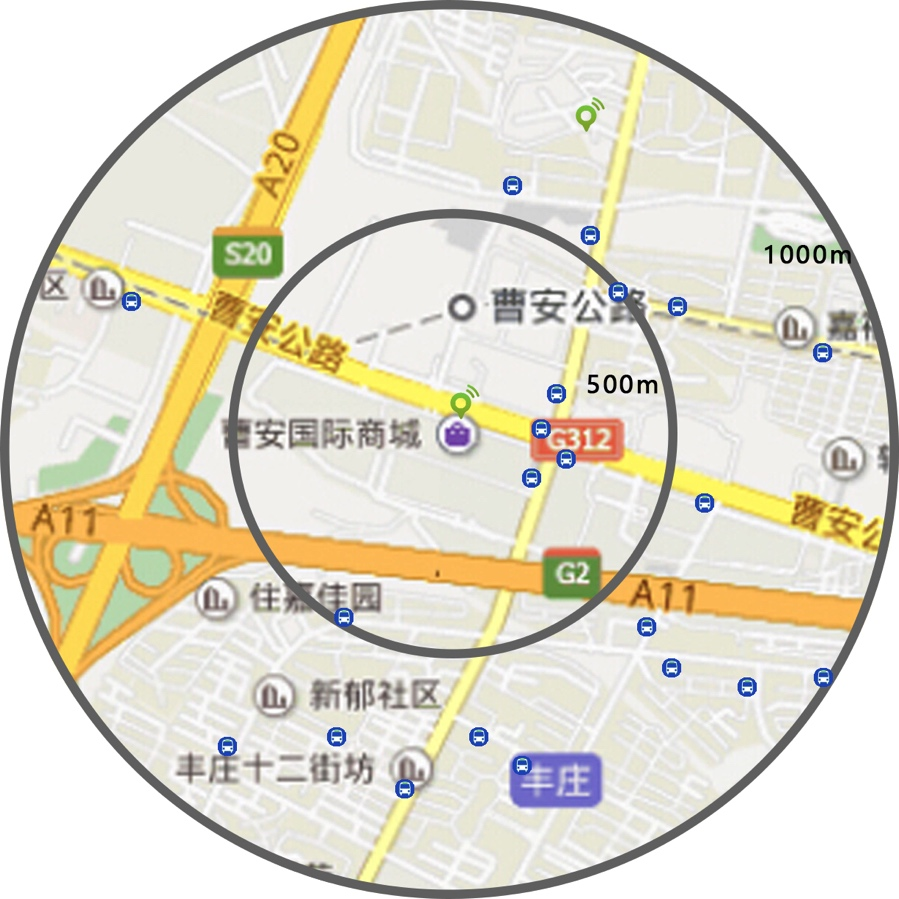 A20
S20
1000m
区
曹安公路
嘉
曹安公路
500m
曹安国际商城
G312
A11
曹安公
G2
A11
住嘉佳园
新郁社区
丰庄十二街坊
丰庄